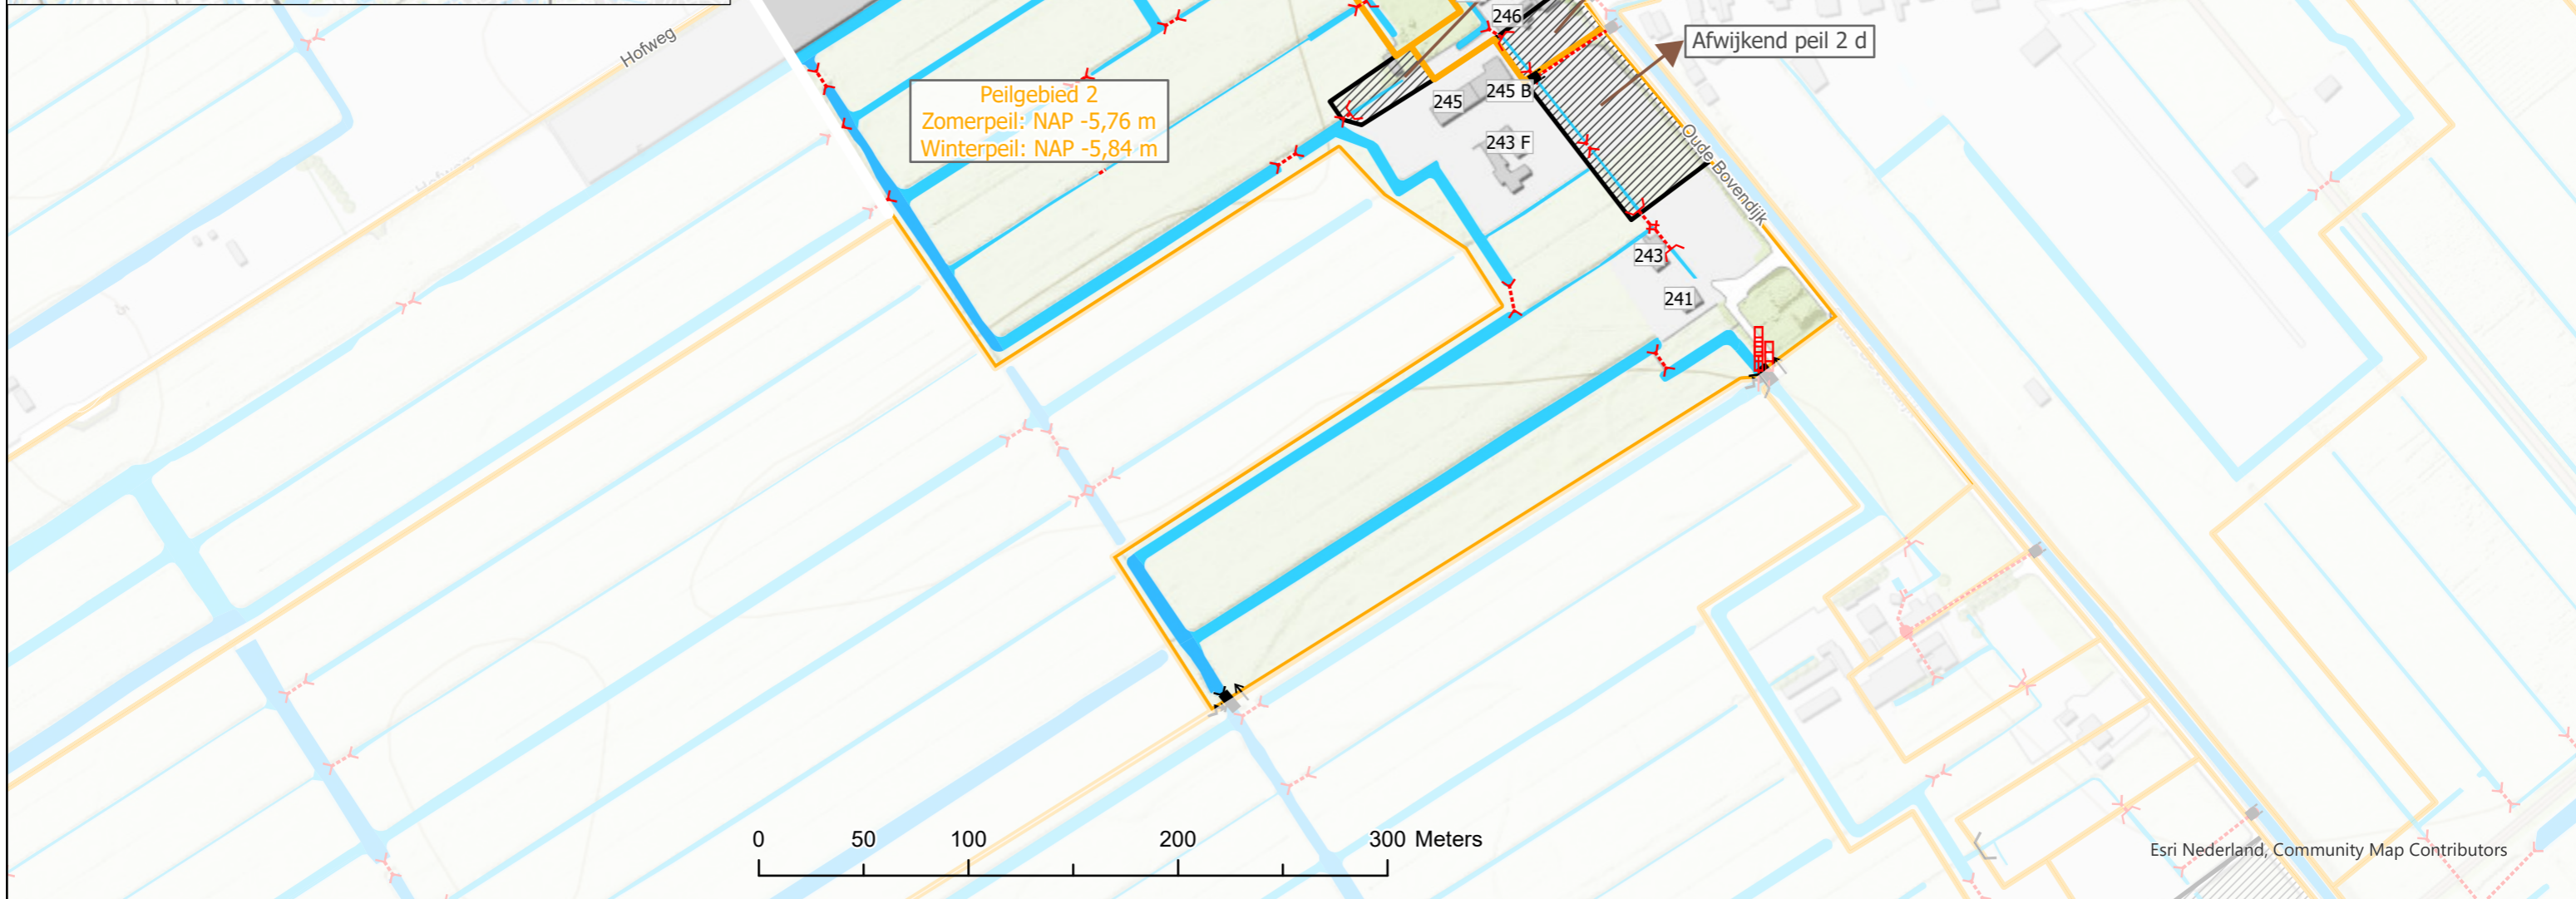 Hofweg
Hofweg
246
Afwijkend peil 2 d
Peilgebied 2
Zomerpeil: NAP -5,76 m
Winterpeil: NAP -5,84 m
245
245 B
243 F
Oude Bovendijk
243
241
0 50 100 200 300 Meters
Esri Nederland, Community Map Contributors